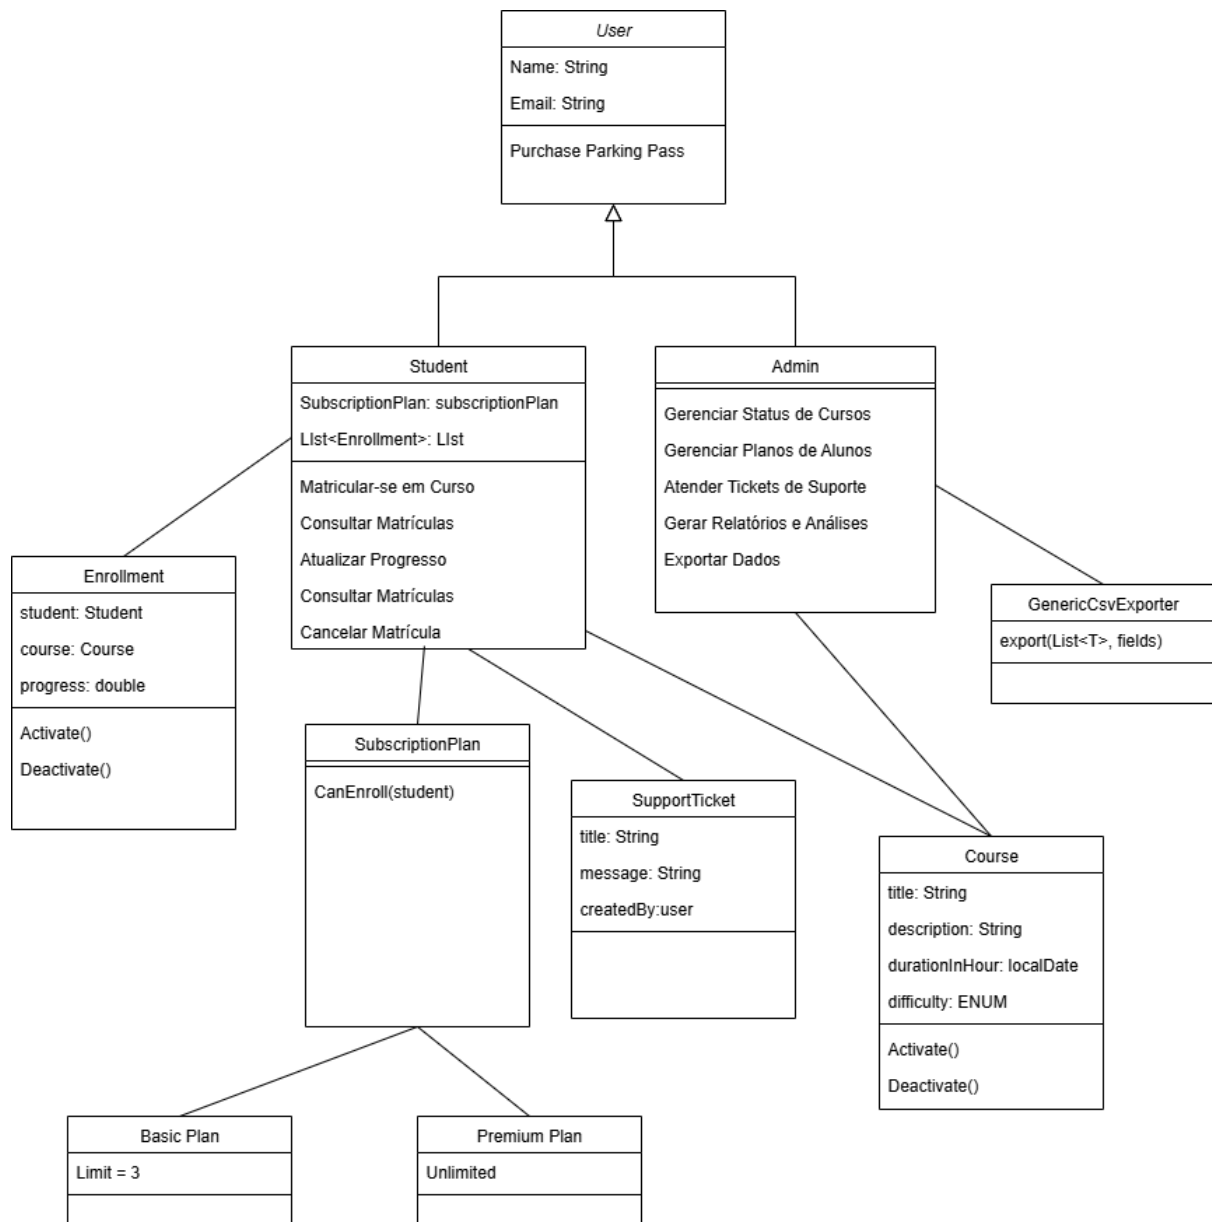 User
Name: String
Email: String
Purchase Parking Pass
Student
SubscriptionPlan: subscriptionPlan
LIst<Enrollment>: LIst
Matricular-se em Curso
Consultar Matrículas
Atualizar Progresso
Consultar Matrículas
Cancelar Matrícula
Admin
Gerenciar Status de Cursos
Gerenciar Planos de Alunos
Atender Tickets de Suporte
Gerar Relatórios e Análises
Exportar Dados
Enrollment
student: Student
course: Course
progress: double
Activate()
Deactivate()
GenericCsvExporter
export(List<T>, fields)
SubscriptionPlan
CanEnroll(student)
SupportTicket
title: String
message: String
createdBy:user
Course
title: String
description: String
durationInHour: localDate
difficulty: ENUM
Activate()
Deactivate()
Basic Plan
Limit = 3
Premium Plan
Unlimited